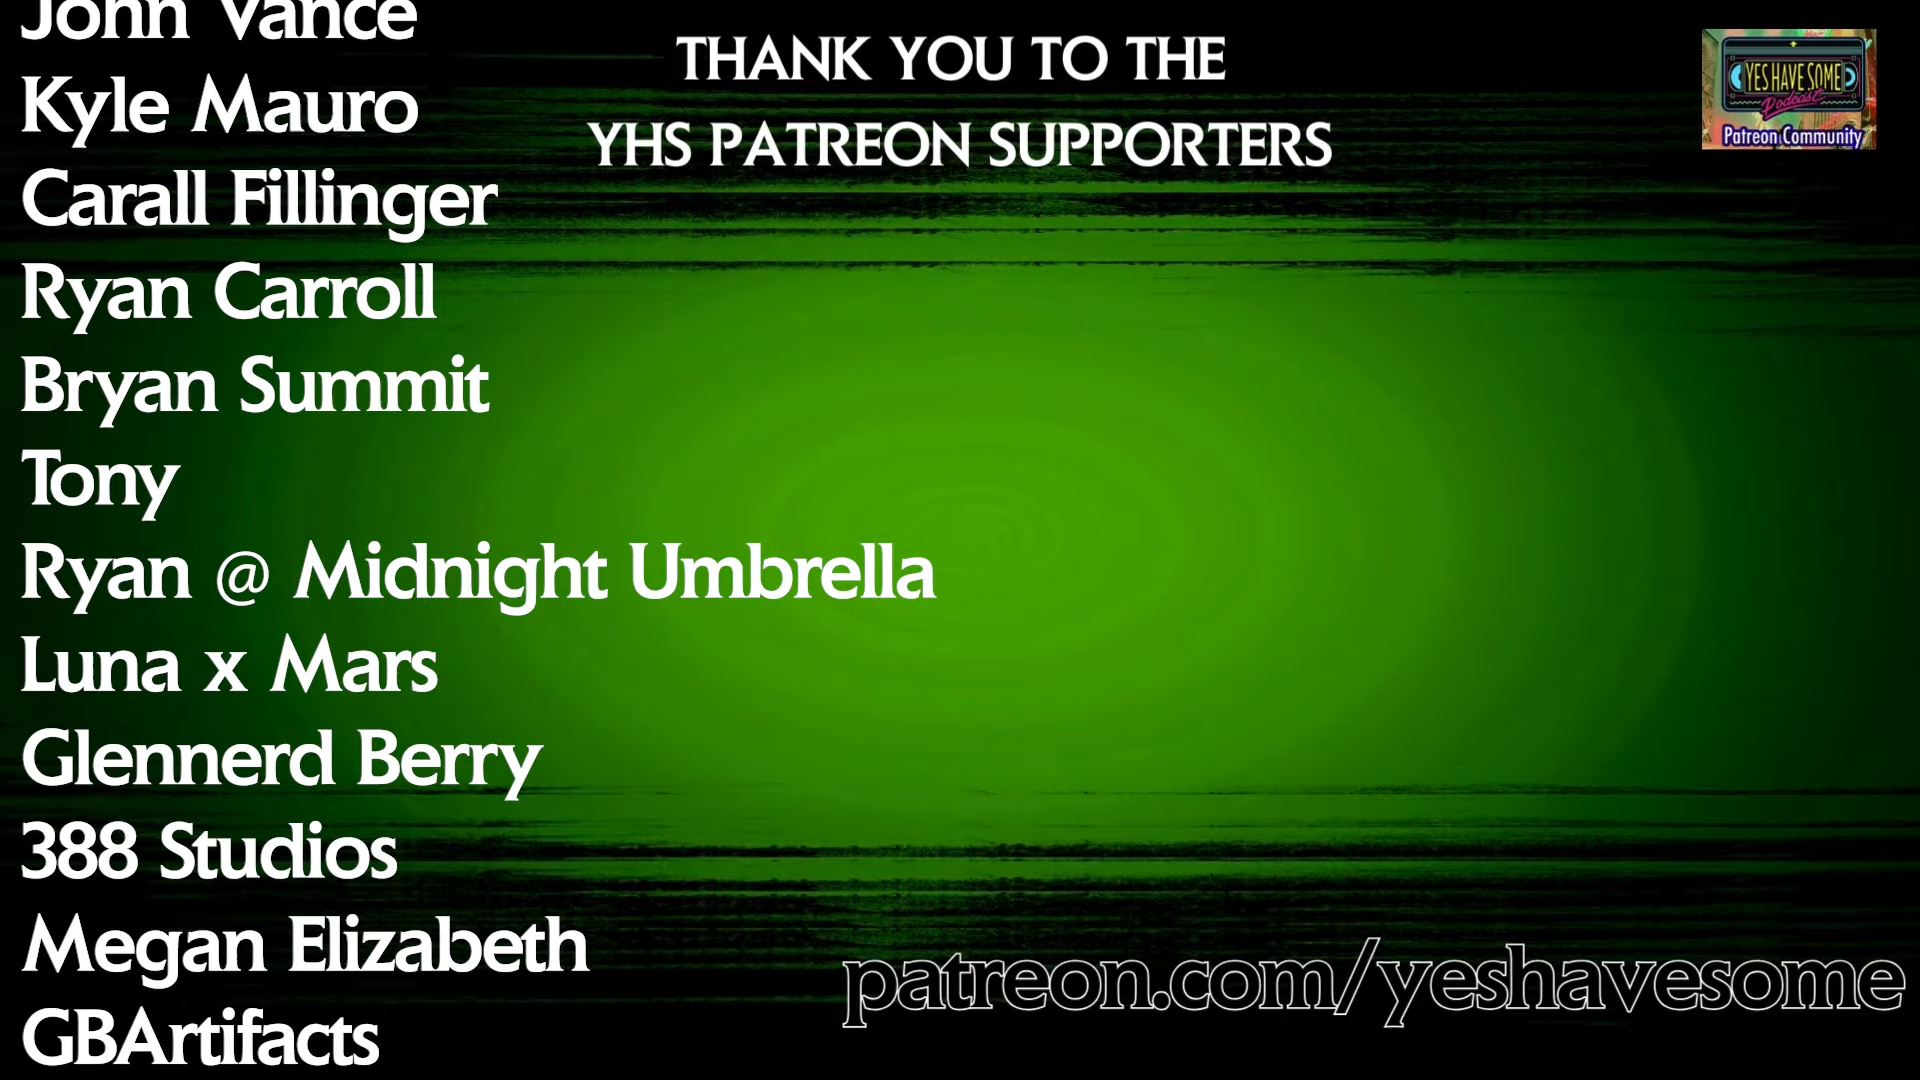 John Vance
Kyle Mauro
Carall Fillinger
Ryan Carroll
Bryan Summit
Tony
Ryan @ Midnight Umbrella
Luna x Mars
Glennerd Berry
388 Studios
Megan Elizabeth
GBArtifacts
THANK YOU TO THE
YHS PATREON SUPPORTERS
YES HAVE SOME
Podcast
Patreon Community
patreon.com/yeshavesome